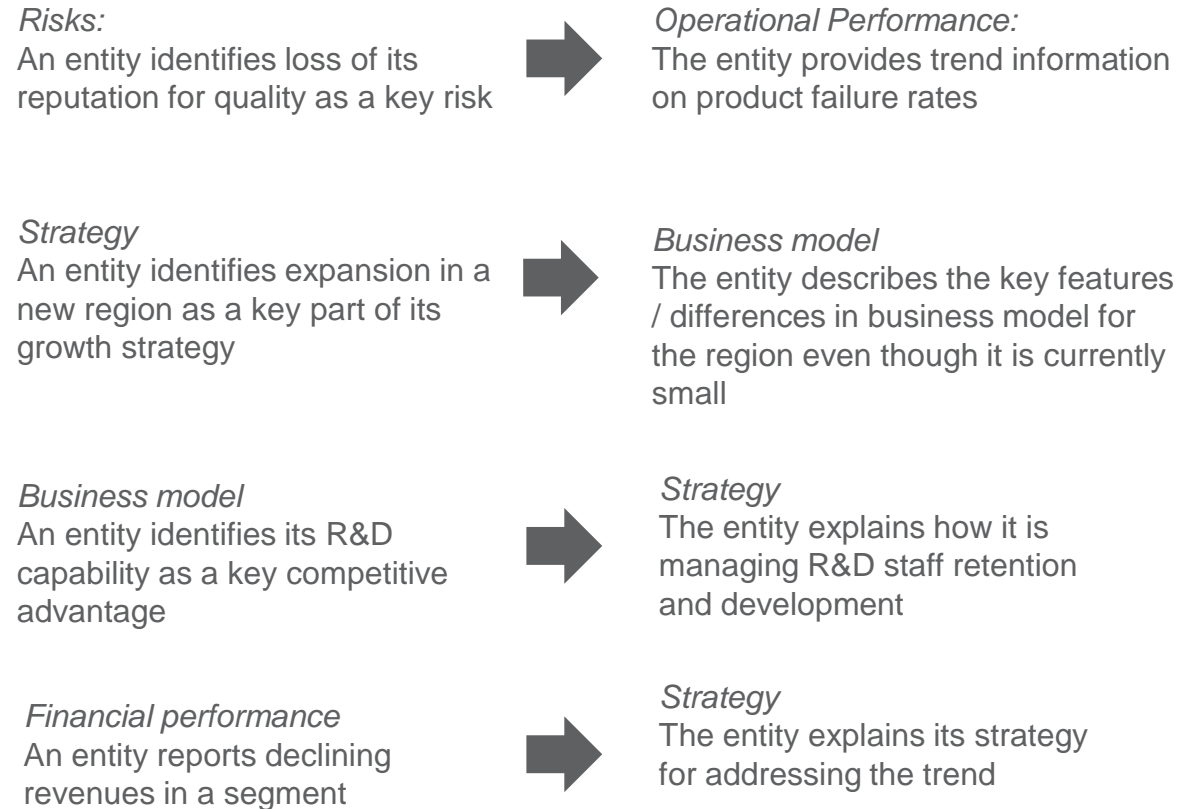 Risks:
An entity identifies loss of its
reputation for quality as a key risk
Operational Performance:
The entity provides trend information
on product failure rates
Strategy
An entity identifies expansion in a
new region as a key part of its
growth strategy
Business model
The entity describes the key features
/ differences in business model for
the region even though it is currently
small
Business model
An entity identifies its R&D
capability as a key competitive
advantage
Strategy
The entity explains how it is
managing R&D staff retention
and development
Financial performance
An entity reports declining
revenues in a segment
Strategy
The entity explains its strategy
for addressing the trend